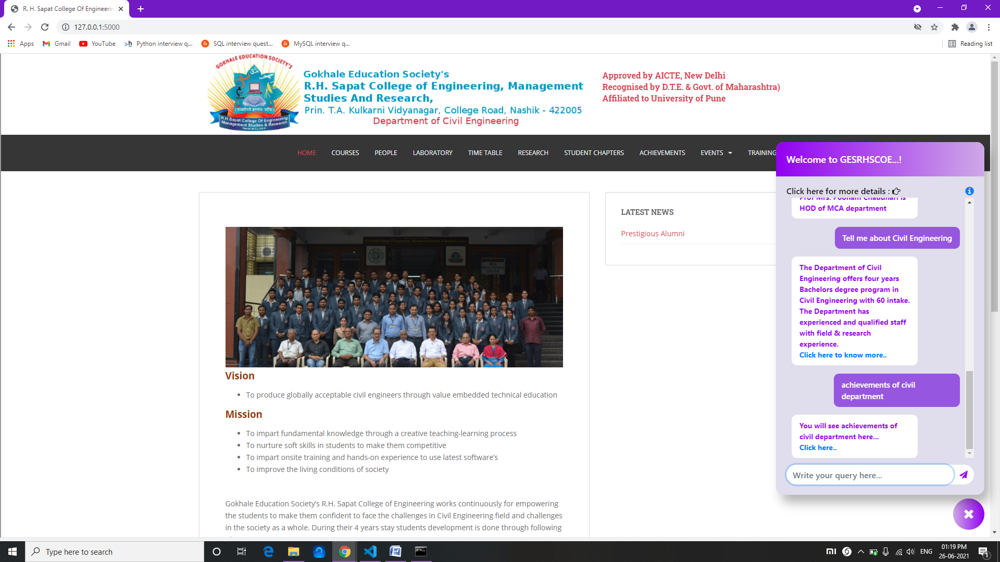 R. H. Sapat College Of Engineerin
127.0.0.1:5000
Apps
Gmail
YouTube
Python interview q...
SQL interview quest...
MySQL interview q...
Reading list
GOKHALE EDUCATION SOCIETY'S
R.H.Sapat College Of Engineering
Management Studies & Research
Gokhale Education Society's
R.H. Sapat College of Engineering, Management
Studies And Research,
Prin. T.A. Kulkarni Vidyanagar, College Road, Nashik - 422005
Department of Civil Engineering
Approved by AICTE, New Delhi
Recognised by D.T.E. & Govt. of Maharashtra)
Affiliated to University of Pune
HOME
COURSES
PEOPLE
LABORATORY
TIME TABLE
RESEARCH
STUDENT CHAPTERS
ACHIEVEMENTS
EVENTS
TRAINING
MCA
FACILITATION
CENTER
Vision
• To produce globally acceptable civil engineers through value embedded technical education
Mission
• To impart fundamental knowledge through a creative teaching-learning process
• To nurture soft skills in students to make them competitive
• To impart onsite training and hands-on experience to use latest software’s
• To improve the living conditions of society
Gokhale Education Society’s R.H. Sapat College of Engineering works continuously for empowering
the students to make them confident to face the challenges in Civil Engineering field and challenges
in the society as a whole. During their 4 years stay students development is done through following
LATEST NEWS
Prestigious Alumni
Welcome to GESRHSCOE...!
Click here for more details :
Prof Mrs. Poonam Chaudhari is
HOD of MCA department
Tell me about Civil Engineering
The Department of Civil
Engineering offers four years
Bachelors degree program in
Civil Engineering with 60 intake.
The Department has
experienced and qualified staff
with field & research
experience.
Click here to know more..
achievements of civil
department
You will see achievements of
civil department here...
Click here..
Write your query here...
Type here to search
ENG
01:19 PM
26-06-2021
1